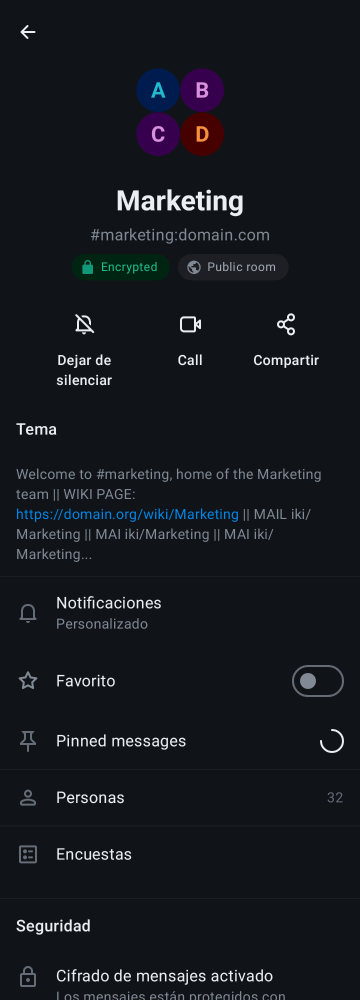 A B
C D
Marketing
#marketing:domain.com
Encrypted Public room
Dejar de silenciar Call Compartir
Tema
Welcome to #marketing, home of the Marketing
team || WIKI PAGE:
https://domain.org/wiki/Marketing || MAIL iki/
Marketing || MAI iki/Marketing || MAI iki/
Marketing...
Notificaciones
Personalizado
Favorito
Pinned messages
Personas 32
Encuestas
Seguridad
Cifrado de mensajes activado
Los mensajes están protegidos con